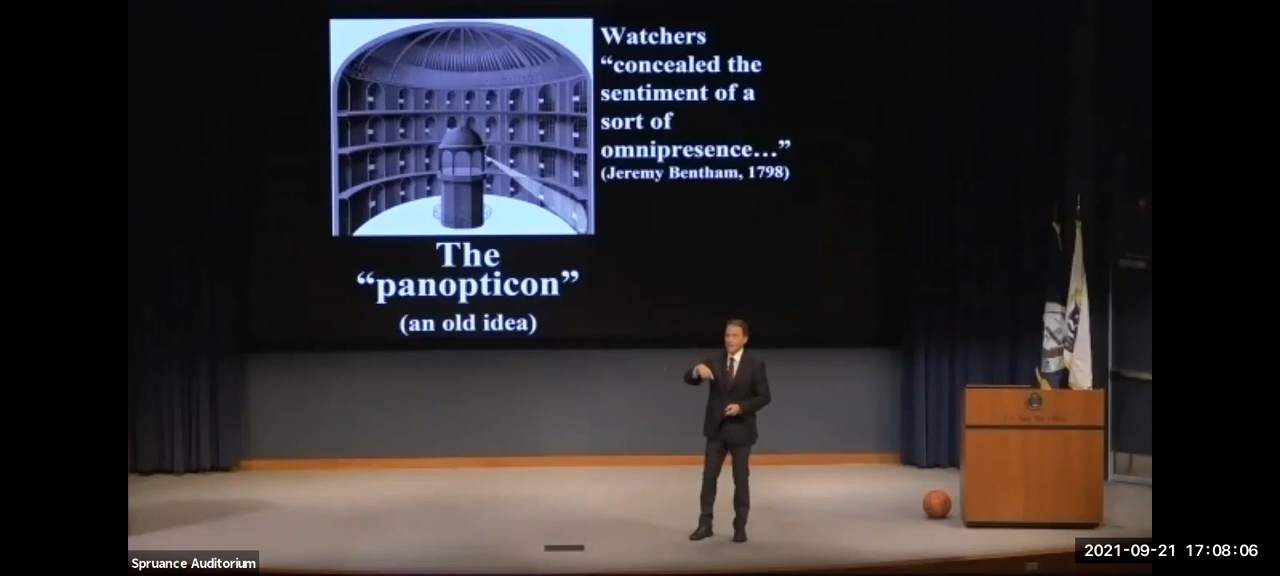 Watchers
“concealed the
sentiment of a
sort of
omnipresence…”
(Jeremy Bentham, 1798)
The
“panopticon”
(an old idea)
Spruance Auditorium
2021-09-21 17:08:06